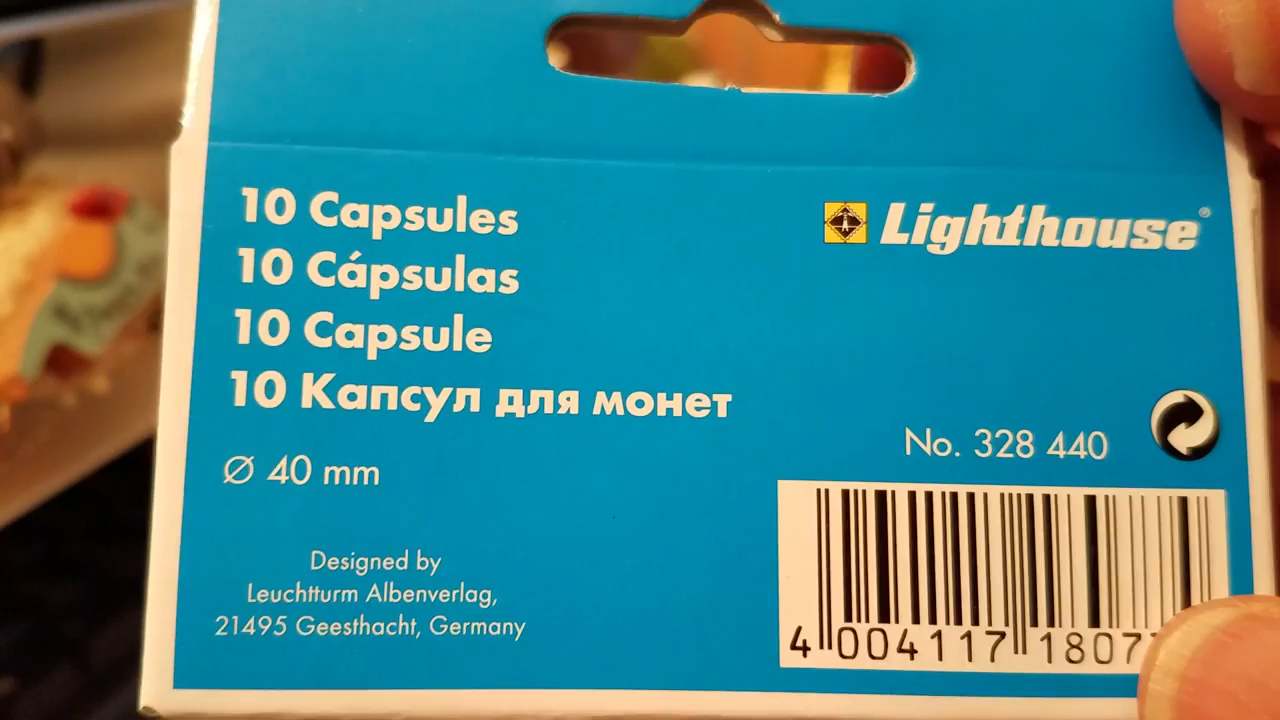 10 Capsules
10 Cápsulas
10 Capsule
10 Капсул для монет
Ø 40 mm
Designed by
Leuchtturm Albenverlag,
21495 Geesthacht, Germany
Lighthouse®
No. 328 440
4 004117 1807